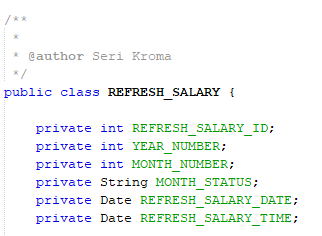 /**
 *
 * @author Seri Kroma
 */
public class REFRESH_SALARY {
    private int REFRESH_SALARY_ID;
    private int YEAR_NUMBER;
    private int MONTH_NUMBER;
    private String MONTH_STATUS;
    private Date REFRESH_SALARY_DATE;
    private Date REFRESH_SALARY_TIME;